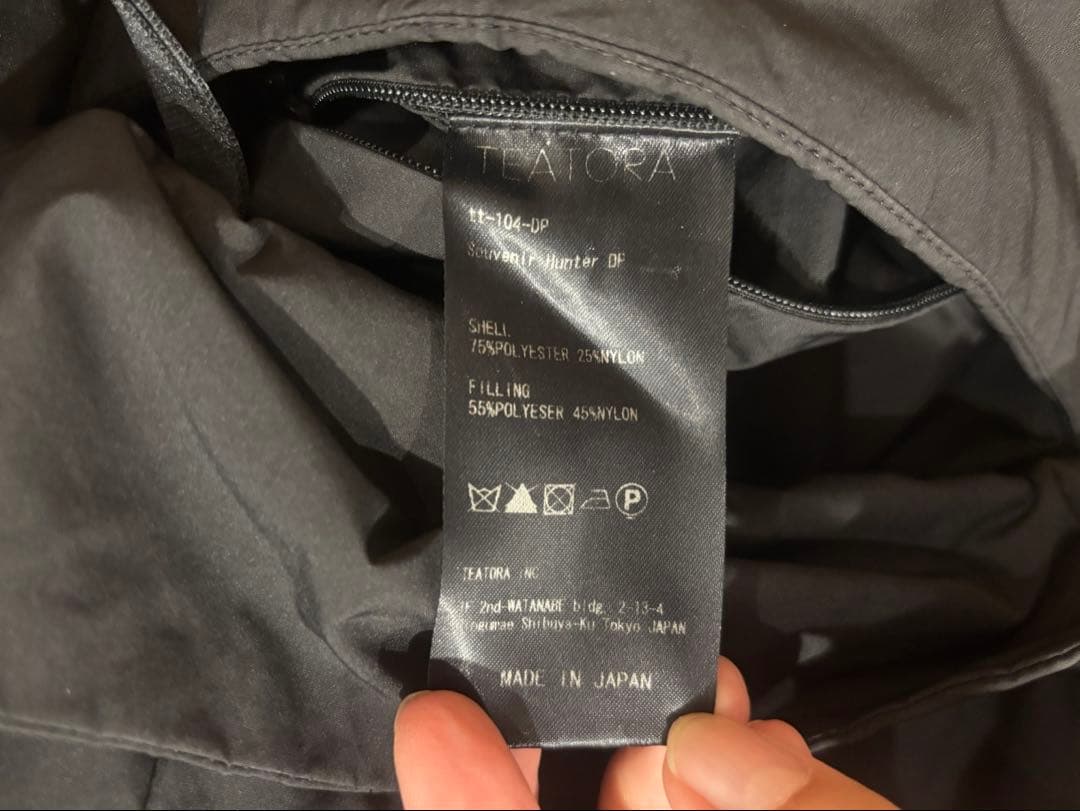 TEÁTORA
tt-104-DP
Souvenir Hunter DP
SHELL
75%POLYESTER 25%NYLON
FILLING
55%POLYESER 45%NYLON
P
TEATORA INC
2nd-WATANABE bldg. 2-13-4
Shibuya-Ku Tokyo JAPAN
MADE IN JAPAN